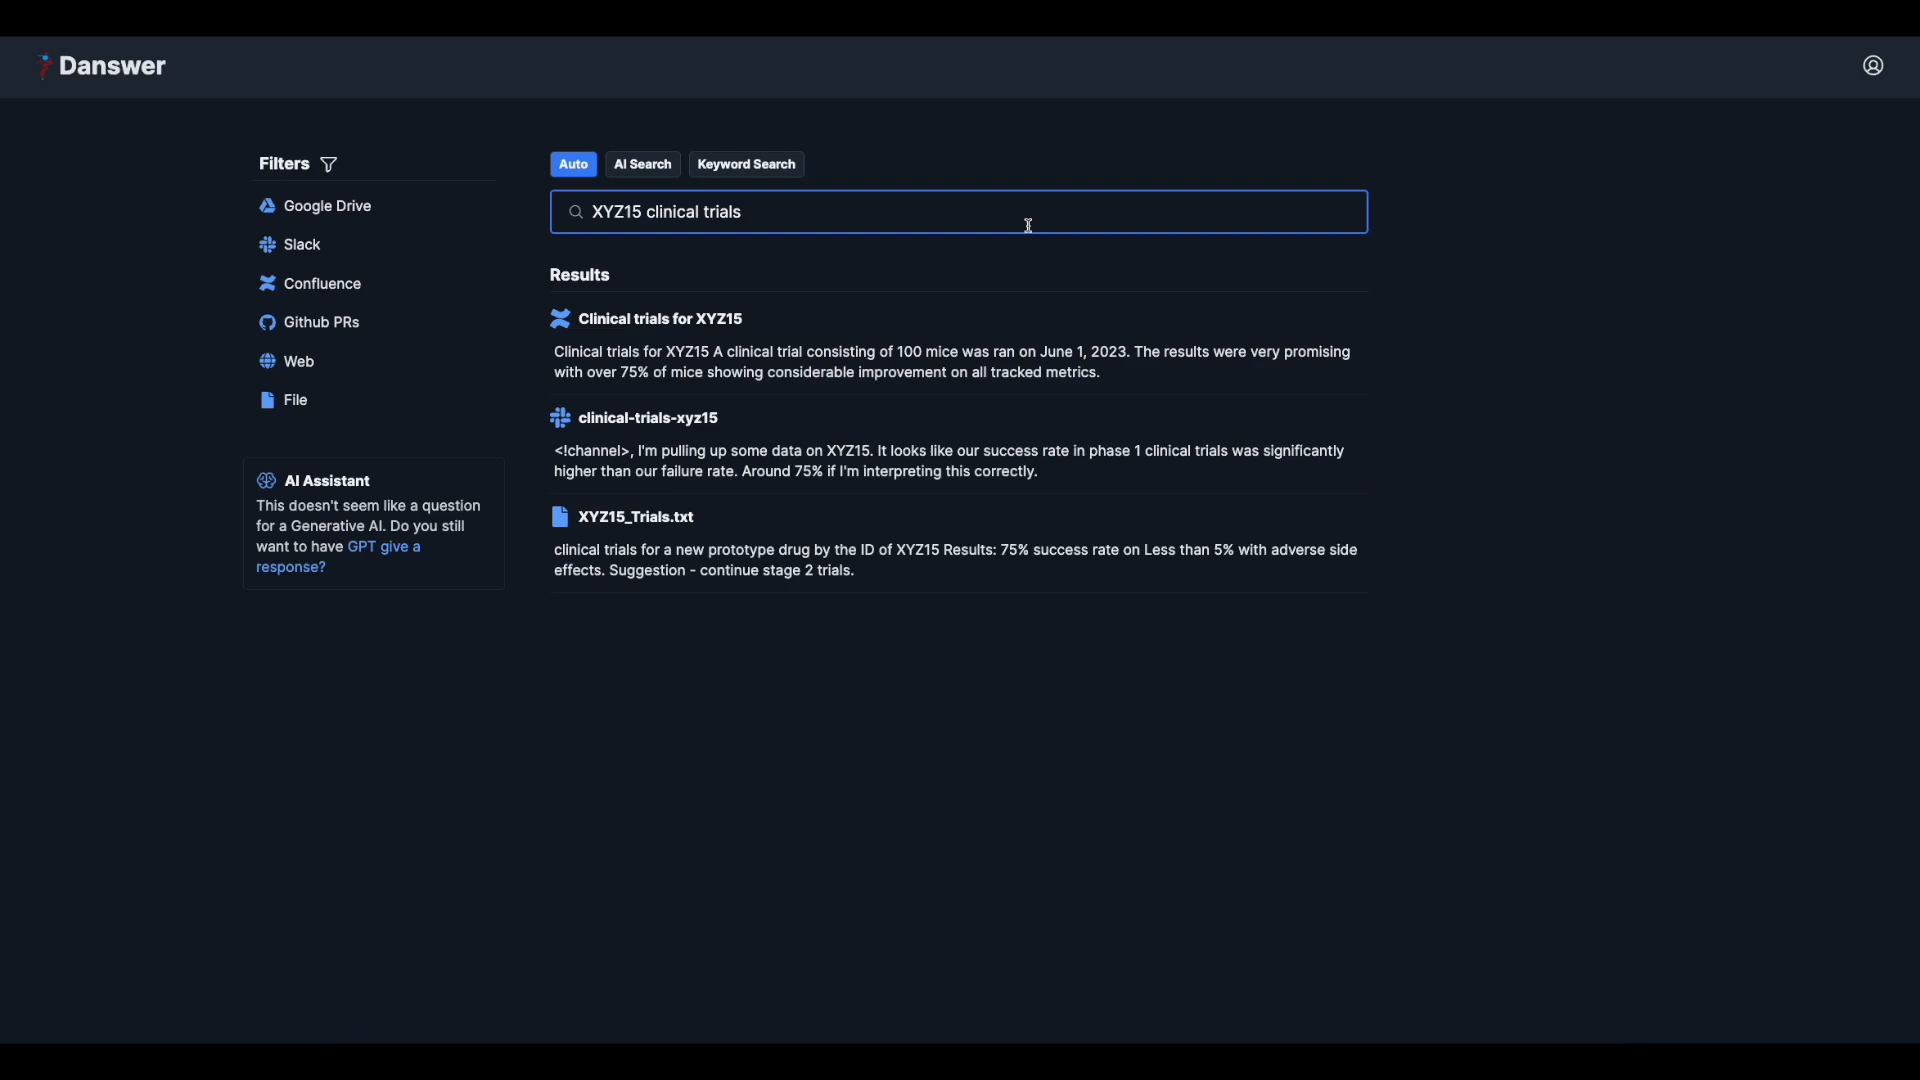 Danswer
Filters
Google Drive
Slack
Confluence
Github PRs
Web
File
AI Assistant
This doesn't seem like a question
for a Generative AI. Do you still
want to have GPT give a
response?
Auto AI Search Keyword Search
XYZ15 clinical trials
Results
Clinical trials for XYZ15
Clinical trials for XYZ15 A clinical trial consisting of 100 mice was ran on June 1, 2023. The results were very promising
with over 75% of mice showing considerable improvement on all tracked metrics.
clinical-trials-xyz15
<!channel>, I'm pulling up some data on XYZ15. It looks like our success rate in phase 1 clinical trials was significantly
higher than our failure rate. Around 75% if I'm interpreting this correctly.
XYZ15_Trials.txt
clinical trials for a new prototype drug by the ID of XYZ15 Results: 75% success rate on Less than 5% with adverse side
effects. Suggestion - continue stage 2 trials.